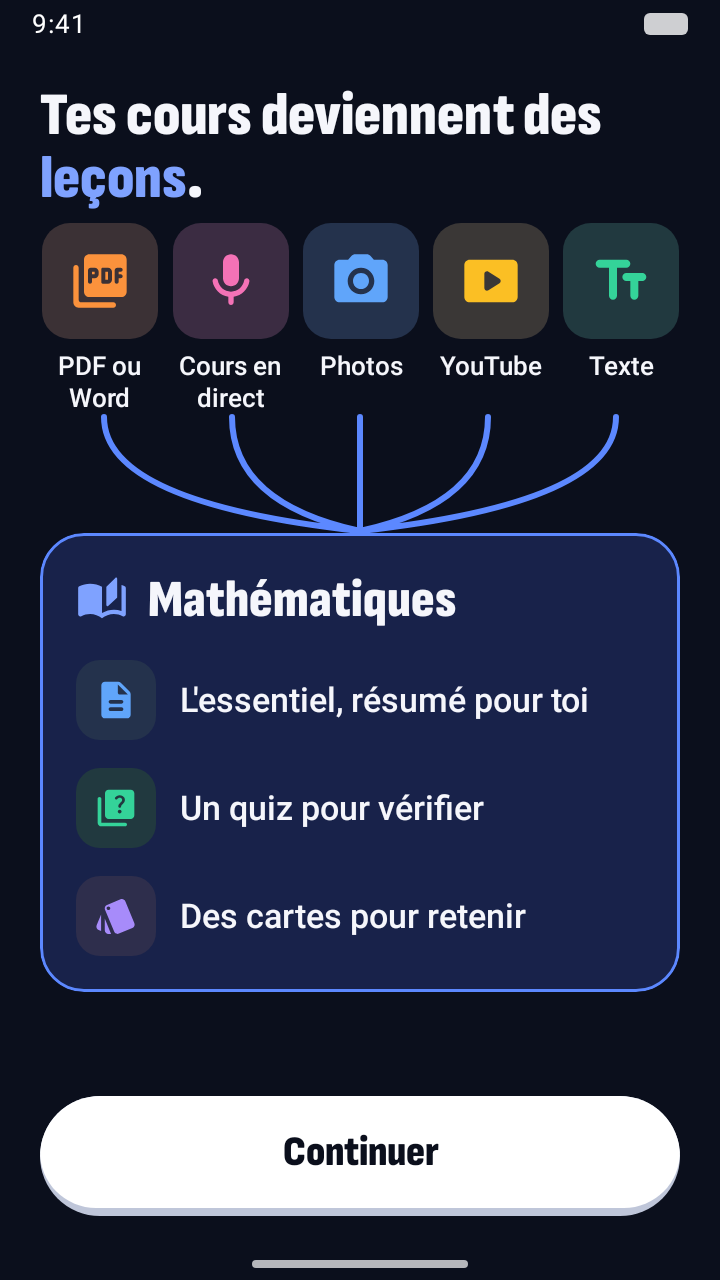 9:41
Tes cours deviennent des
leçons.
PDF
PDF ou
Word
Cours en
direct
Photos
YouTube
Tт
Texte
Mathématiques
L'essentiel, résumé pour toi
?
Un quiz pour vérifier
Des cartes pour retenir
Continuer